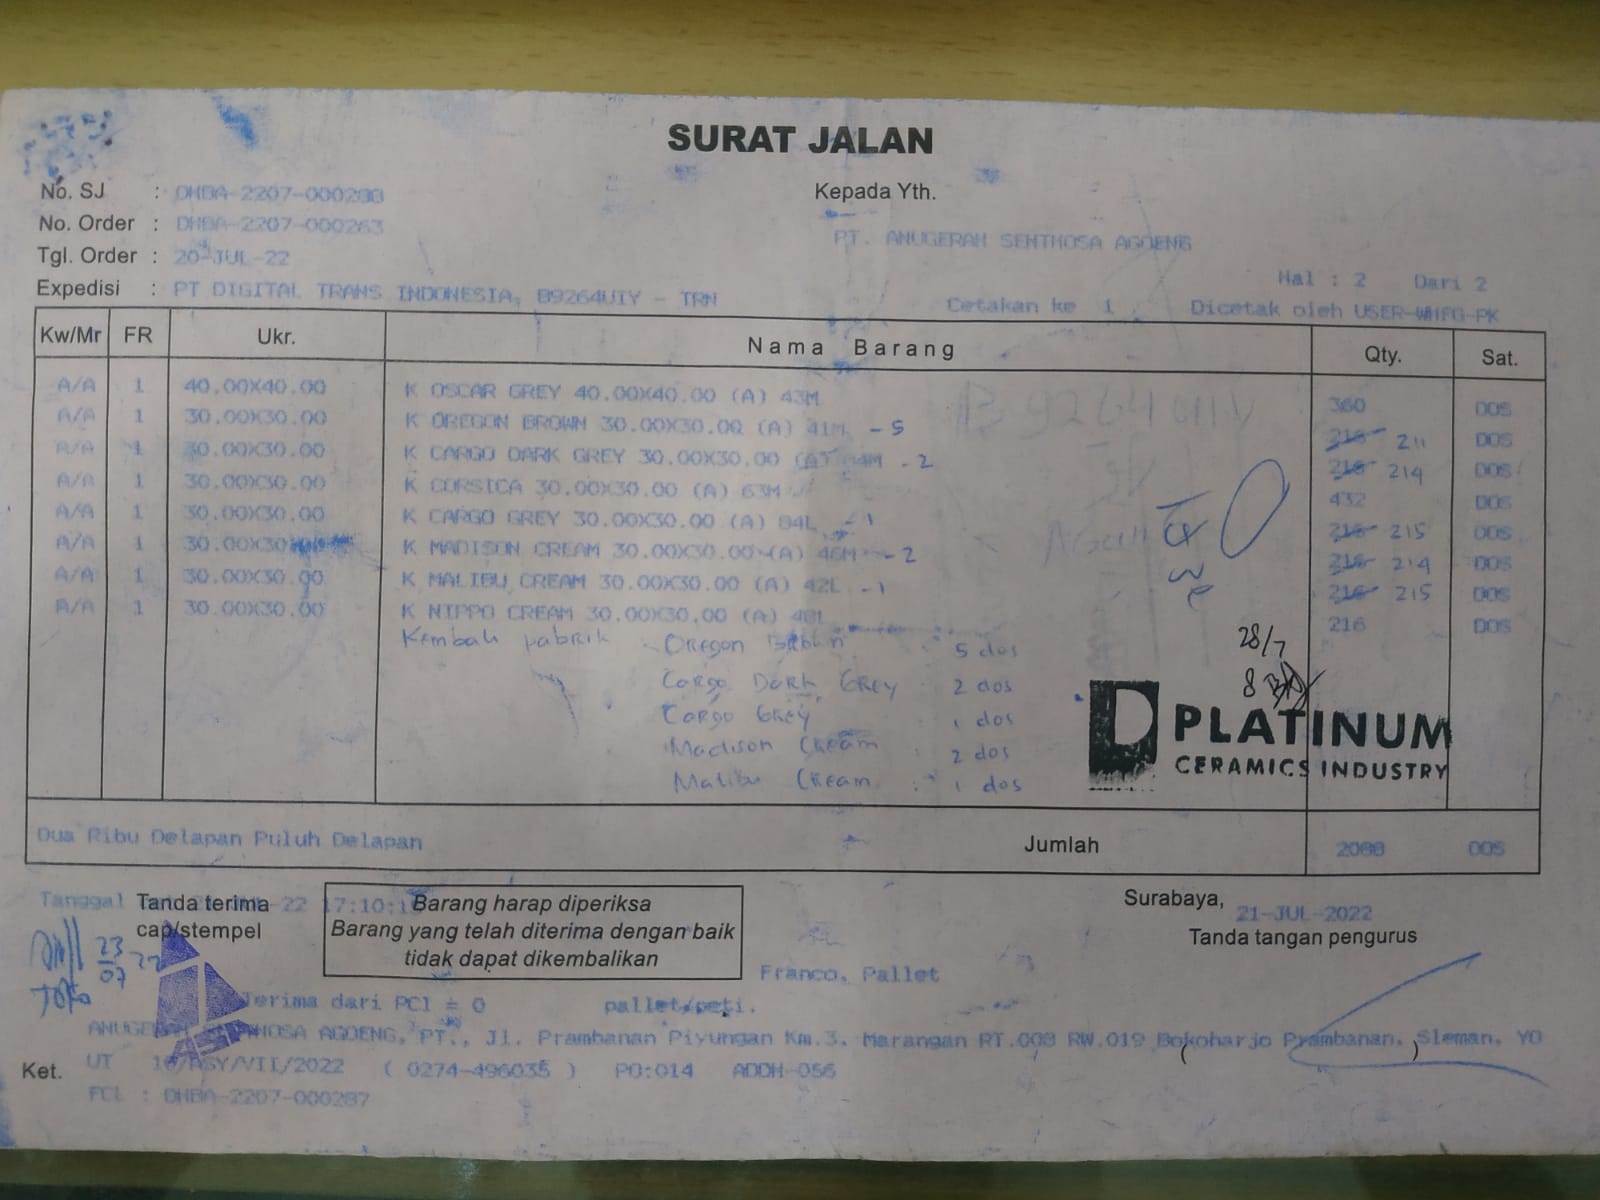 SURAT JALAN
No. SJ : DHBA-2207-000288
Kepada Yth.
No. Order : DHBA-2207-000263
PT. ANUGERAH SENTHOSA AGOENG
Tgl. Order : 20-JUL-22
Hal : 2 Dari 2
Expedisi : PT DIGITAL TRANS INDONESIA, B9264UIY - TRN
Cetakan ke 1 Dicetak oleh USER-WHFG-PK
Kw/Mr FR Ukr. Nama Barang Qty. Sat.
A/A 1 40.00X40.00 K OSCAR GREY 40.00X40.00 (A) 43M 360 DOS
A/A 1 30.00X30.00 K OREGON BROWN 30.00X30.00 (A) 41M - 5 216 211 DOS
A/A 1 30.00X30.00 K CARGO DARK GREY 30.00X30.00 (A) - 2 216 214 DOS
A/A 1 30.00X30.00 K CORSICA 30.00X30.00 (A) 63M 432 DOS
A/A 1 30.00X30.00 K CARGO GREY 30.00X30.00 (A) 84L - 1 216 215 DOS
A/A 1 30.00X30 K MADISON CREAM 30.00X30.00 (A) 46M - 2 216 214 DOS
A/A 1 30.00X30.00 K MALIBU CREAM 30.00X30.00 (A) 42L - 1 216 215 DOS
A/A 1 30.00X30.00 K NIPPO CREAM 30.00X30.00 (A) 216 DOS
Kembali pabrik Oregon 5 dos
28/7
Cargo Dark GREY : 2 dos
8
Cargo GREY : 1 dos
Madison Cream : 2 dos
Malibu Cream : 1 dos
PLATINUM
CERAMICS INDUSTRY
Dua Ribu Delapan Puluh Delapan Jumlah 2088 DOS
Tanggal -22 17:10:1
Tanda terima
cap/stempel
23
07 22
Barang harap diperiksa
Barang yang telah diterima dengan baik
tidak dapat dikembalikan
Surabaya, 21-JUL-2022
Tanda tangan pengurus
Franco, Pallet
Terima dari PCI = 0 pallet/peti.
ANUGERAH SENTHOSA AGOENG, PT., Jl. Prambanan Piyungan Km.3. Marangan RT.008 RW.019 Bokoharjo Prambanan, Sleman, YO
Ket. UT 10/ASY/VII/2022 ( 0274-496035 ) PO:014 ADDH-056
FCL : DHBA-2207-000287